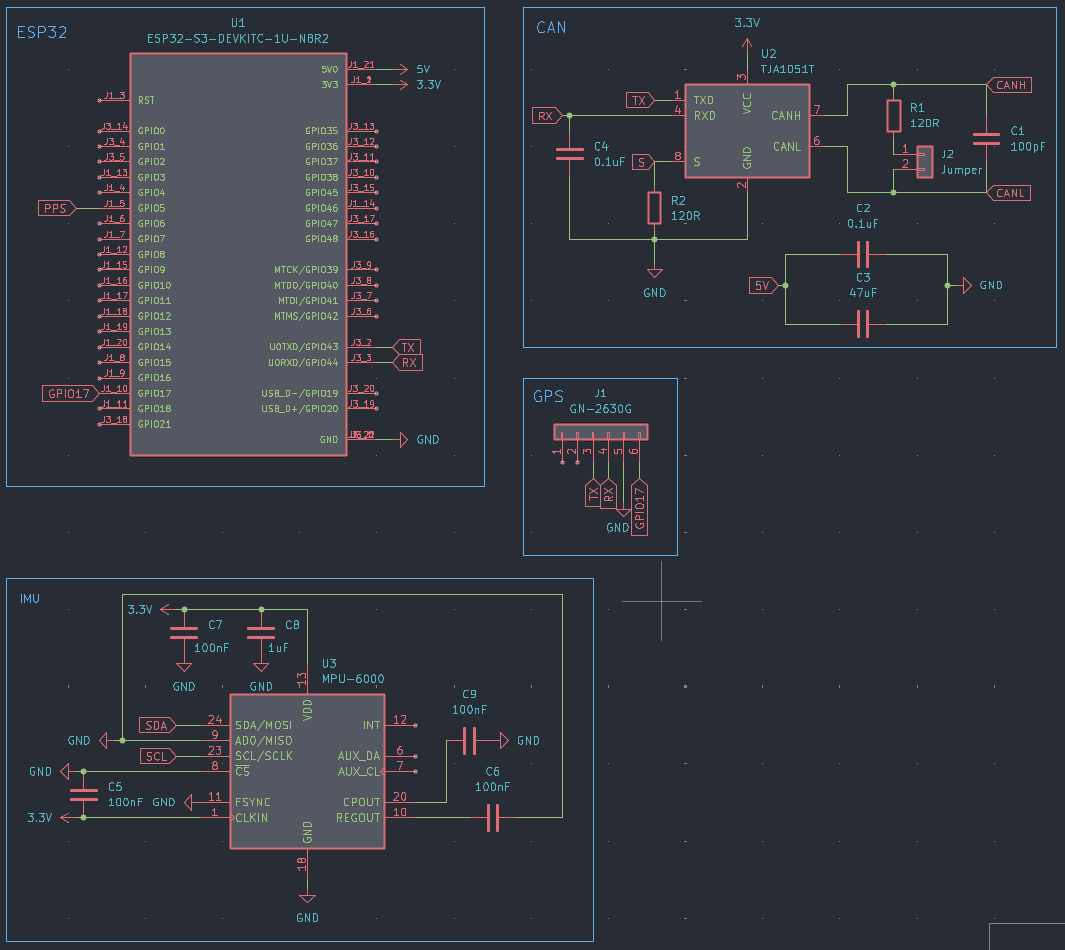 ESP32
U1
ESP32-S3-DEVKITC-1U-N8R2
5V0 J1_21 5V
3V3 3.3V
J1_3 RST
J3_14 GPIO0
J3_4 GPIO1
J3_5 GPIO2
J1_13 GPIO3
J1_4 GPIO4
PPS J1_5 GPIO5
J1_6 GPIO6
J1_7 GPIO7
J1_12 GPIO8
J1_15 GPIO9
J1_16 GPIO10
J1_17 GPIO11
J1_18 GPIO12
J1_19 GPIO13
J1_20 GPIO14
J1_8 GPIO15
J1_9 GPIO16
GPIO17 J1_10 GPIO17
J1_11 GPIO18
J3_18 GPIO21
GPIO35 J3_13
GPIO36 J3_12
GPIO37 J3_11
GPIO38 J3_10
GPIO45 J3_15
GPIO46 J1_14
GPIO47 J3_17
GPIO48 J3_16
MTCK/GPIO39 J3_9
MTDO/GPIO40 J3_8
MTDI/GPIO41 J3_7
MTMS/GPIO42 J3_6
U0TXD/GPIO43 J3_2 TX
U0RXD/GPIO44 J3_3 RX
USB_D-/GPIO19 J3_20
USB_D+/GPIO20 J3_19
GND GND
CAN
3.3V
U2
TJA1051T
3
VCC
TX 1 TXD
RX 4 RXD
S 8 S
CANH 7
CANL 6
GND
2
C4
0.1uF
R2
120R
GND
R1
120R
1
2
J2
Jumper
C1
100pF
CANH
CANL
C2
0.1uF
C3
47uF
5V
GND
GPS
J1
GN-2630G
1 2 3 4 5 6
TX RX GND GPIO17
IMU
3.3V
C7
100nF
GND
C8
1uF
GND
U3
MPU-6000
13
VDD
SDA 24 SDA/MOSI
GND 9 AD0/MISO
SCL 23 SCL/SCLK
GND 8 CS
C5
100nF
GND 11 FSYNC
3.3V 1 CLKIN
INT 12
AUX_DA 6
AUX_CL 7
CPOUT 20
REGOUT 10
GND
18
GND
C9
100nF
GND
C6
100nF